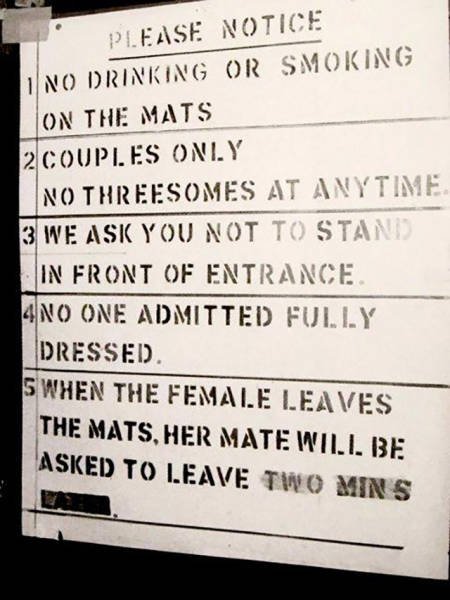 PLEASE NOTICE
1 NO DRINKING OR SMOKING
ON THE MATS
2 COUPLES ONLY
NO THREESOMES AT ANYTIME.
3 WE ASK YOU NOT TO STAND
IN FRONT OF ENTRANCE.
4 NO ONE ADMITTED FULLY
DRESSED.
5 WHEN THE FEMALE LEAVES
THE MATS, HER MATE WILL BE
ASKED TO LEAVE TWO MINS